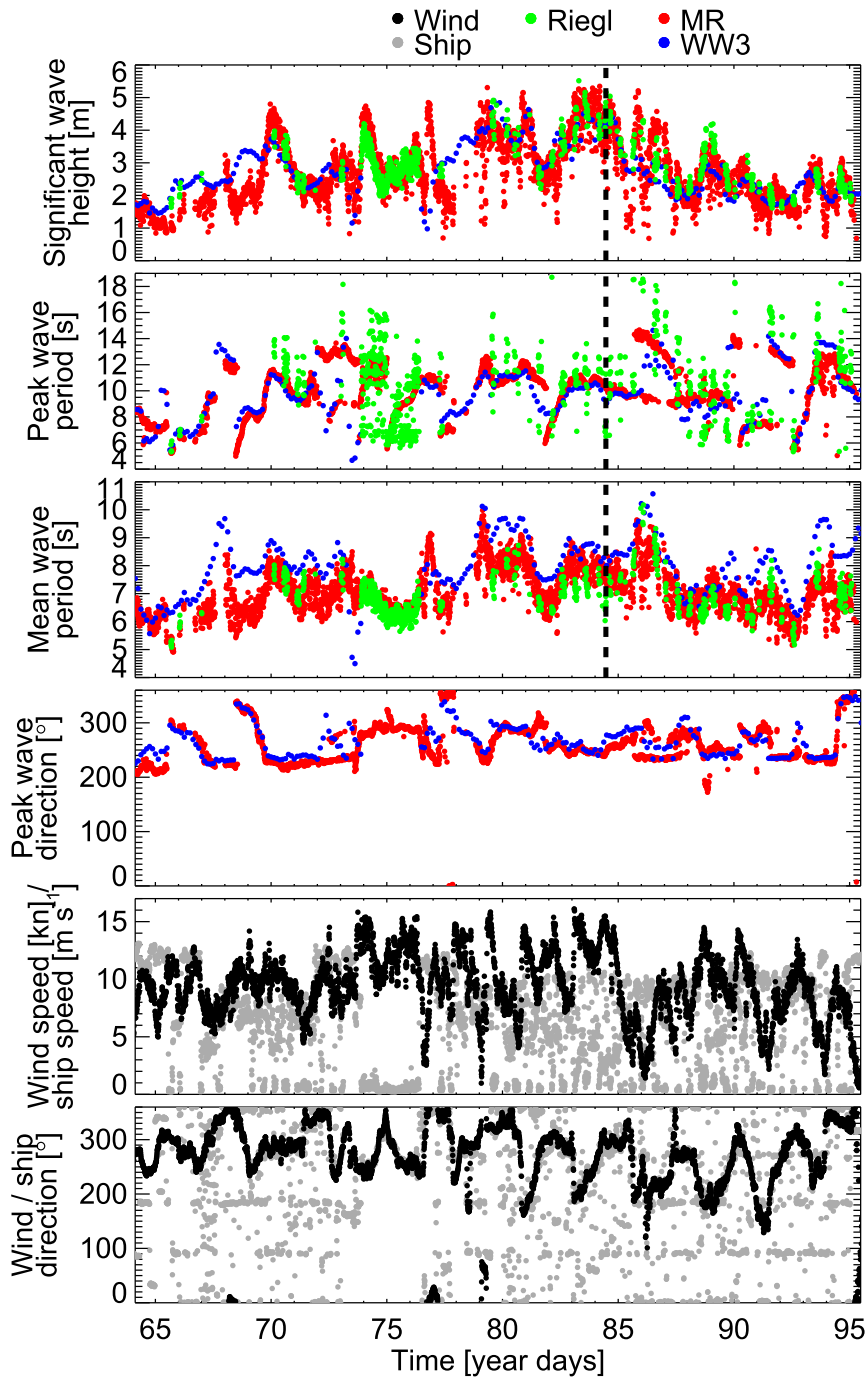 Wind Riegl MR
Ship WW3
Significant wave
height [m]
6
5
4
3
2
1
0
Peak wave
period [s]
18
16
14
12
10
8
6
4
Mean wave
period [s]
11
10
9
8
7
6
5
4
Peak wave
direction [°]
300
200
100
0
Wind speed [kn] /
ship speed [m s⁻¹]
15
10
5
0
Wind / ship
direction [°]
300
200
100
0
65 70 75 80 85 90 95
Time [year days]